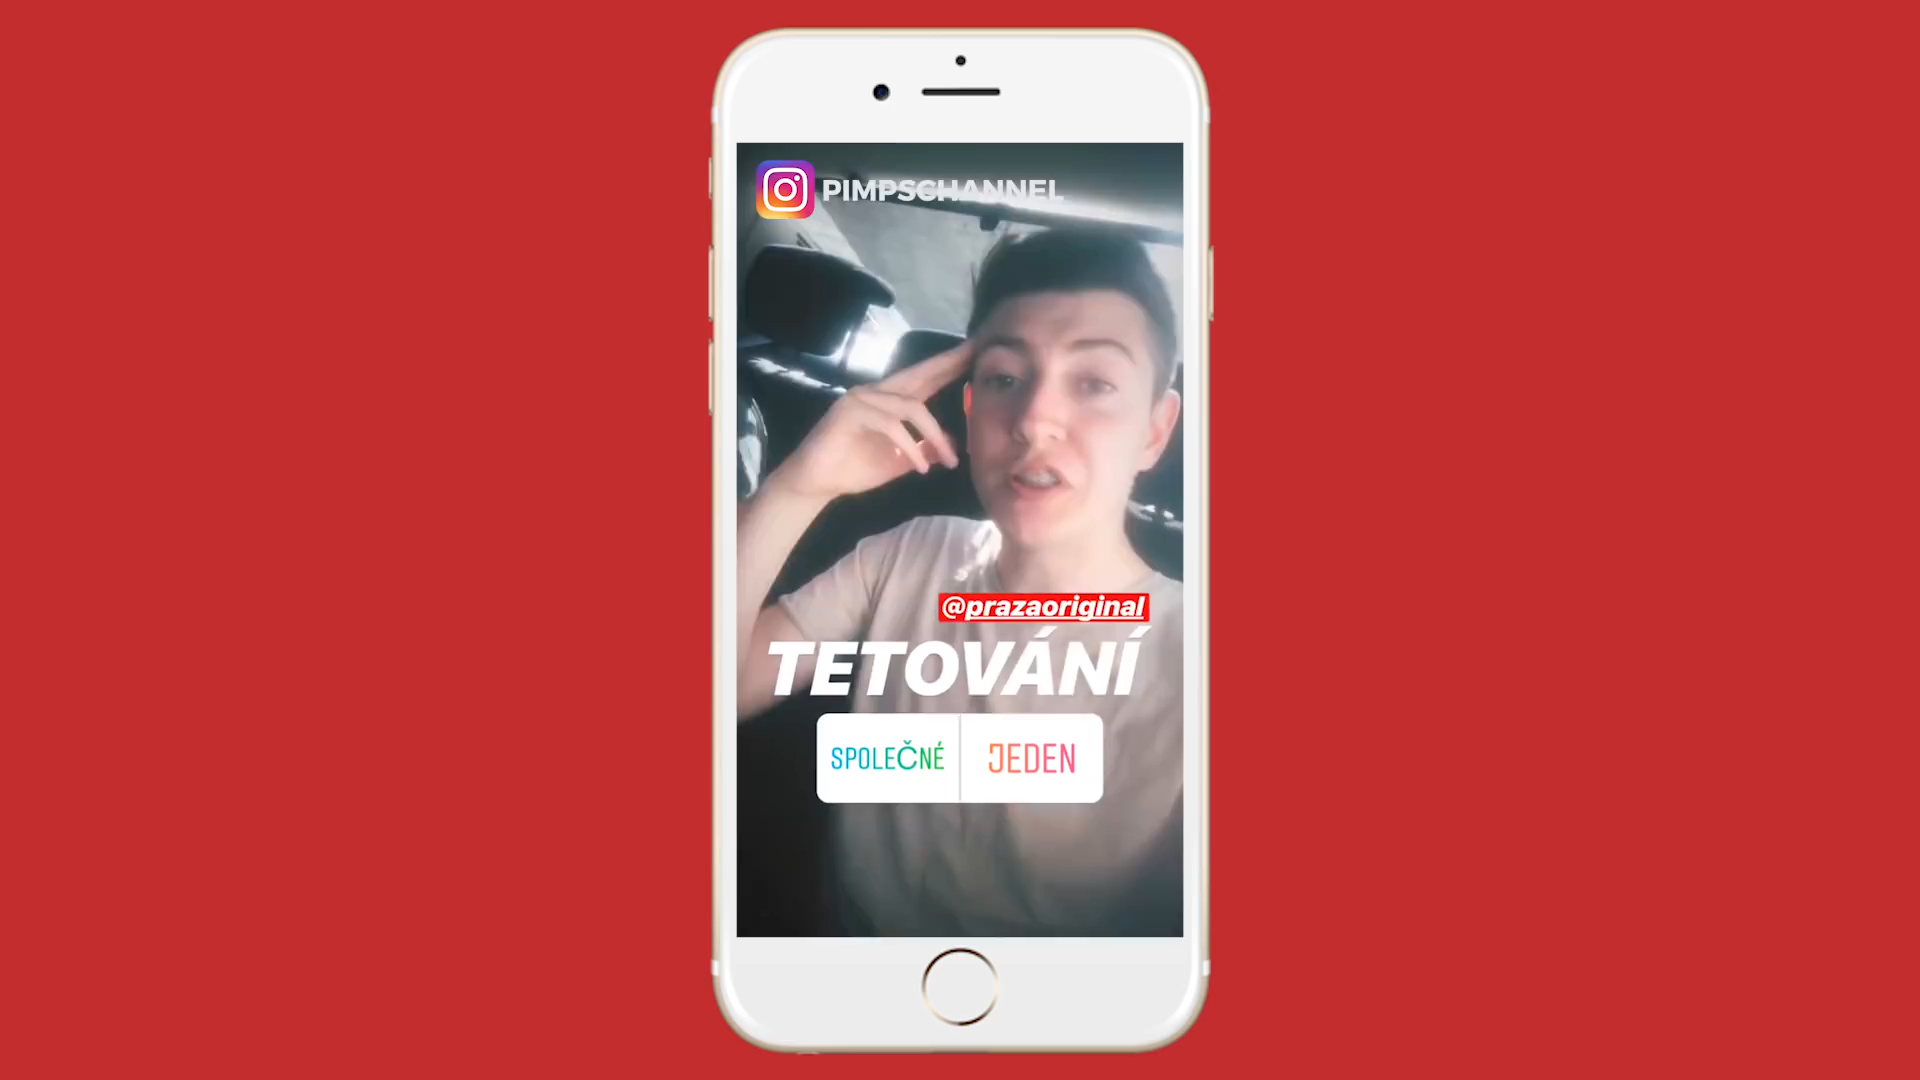 PIMPSCHANNEL
@prazaoriginal
TETOVÁNÍ
SPOLEČNÉ
JEDEN